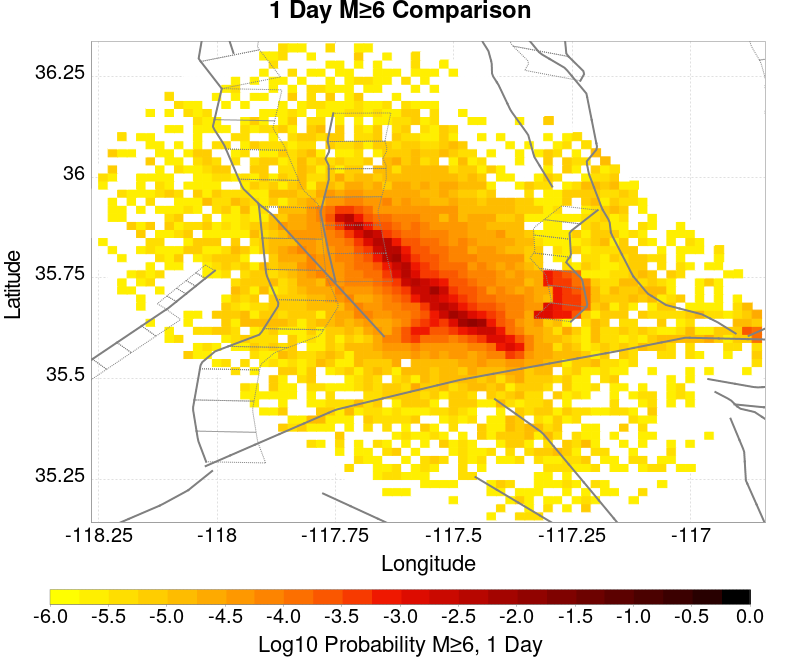 1 Day M≥6 Comparison
36.25
36
35.75
35.5
35.25
Latitude
-118.25 -118 -117.75 -117.5 -117.25 -117
Longitude
-6.0 -5.5 -5.0 -4.5 -4.0 -3.5 -3.0 -2.5 -2.0 -1.5 -1.0 -0.5 0.0
Log10 Probability M≥6, 1 Day